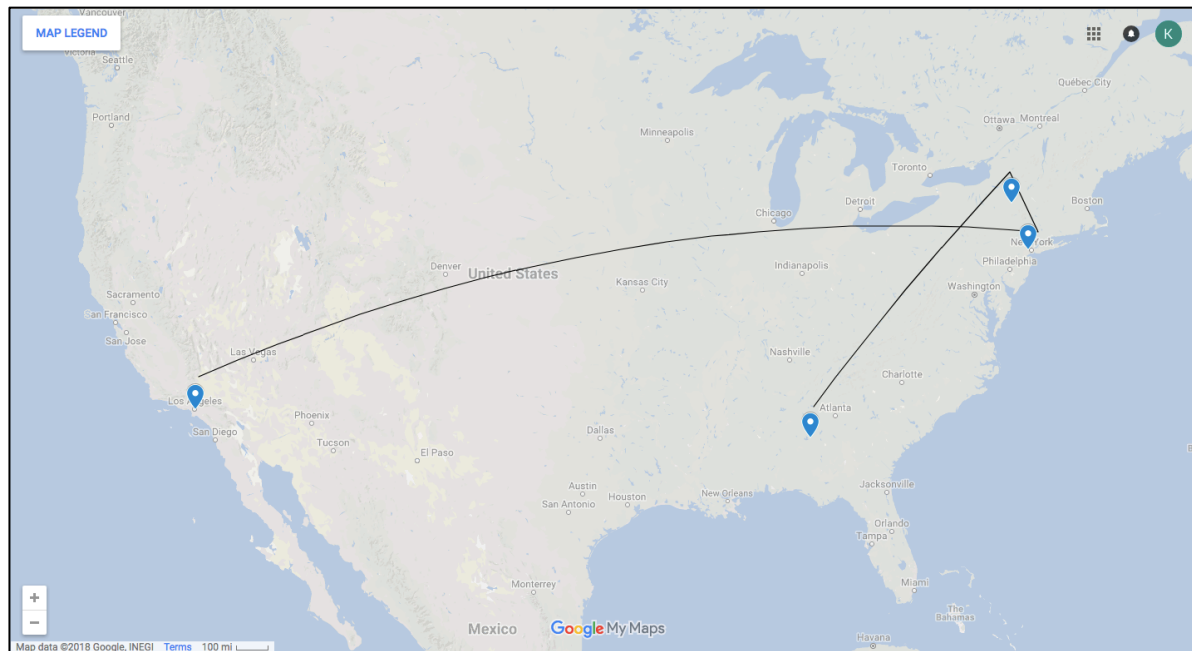 Vancouver
MAP LEGEND
K
Victoria
Seattle
Québec City
Portland
Ottawa
Montreal
Minneapolis
Toronto
Boston
Detroit
Chicago
New York
Philadelphia
Indianapolis
Denver
United States
Kansas City
Washington
Sacramento
San Francisco
San Jose
Las Vegas
Nashville
Charlotte
Los Angeles
Atlanta
Phoenix
San Diego
Dallas
Tucson
El Paso
Austin
Jacksonville
San Antonio
Houston
New Orleans
Orlando
Tampa
Monterrey
Miami
+
The
Bahamas
−
Google My Maps
Mexico
Havana
Map data ©2018 Google, INEGI Terms 100 mi